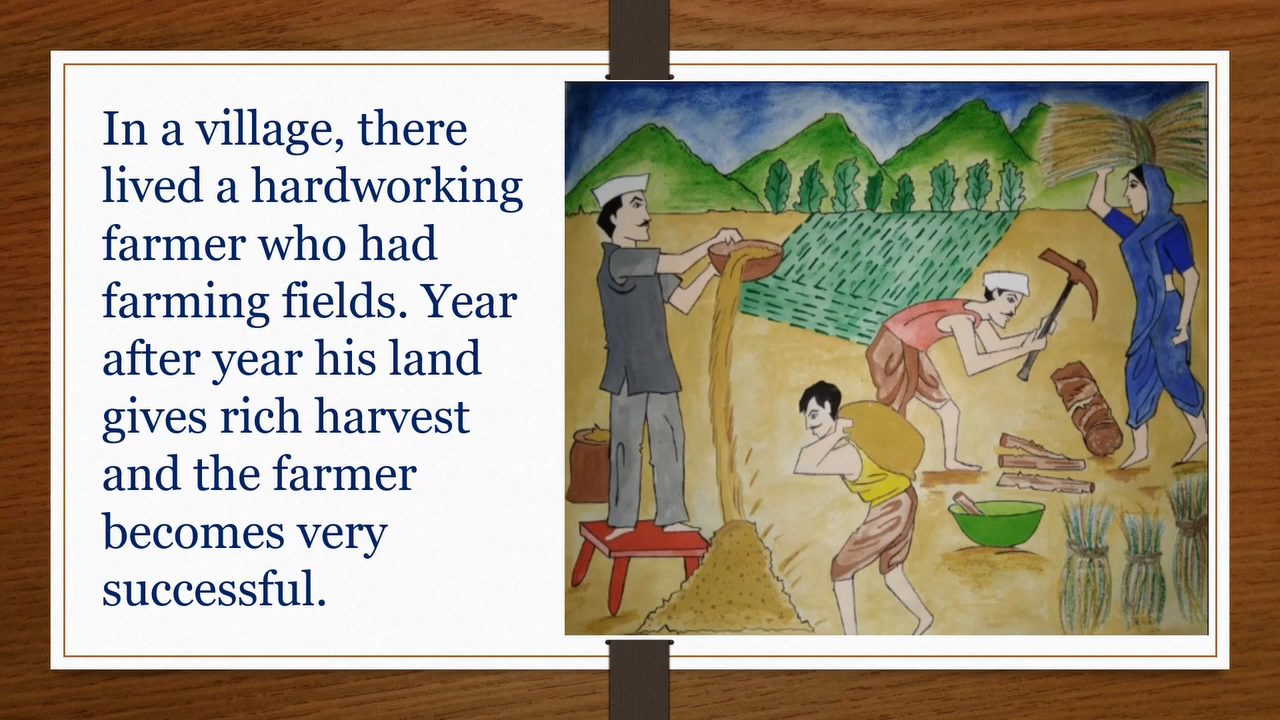 In a village, there
lived a hardworking
farmer who had
farming fields. Year
after year his land
gives rich harvest
and the farmer
becomes very
successful.